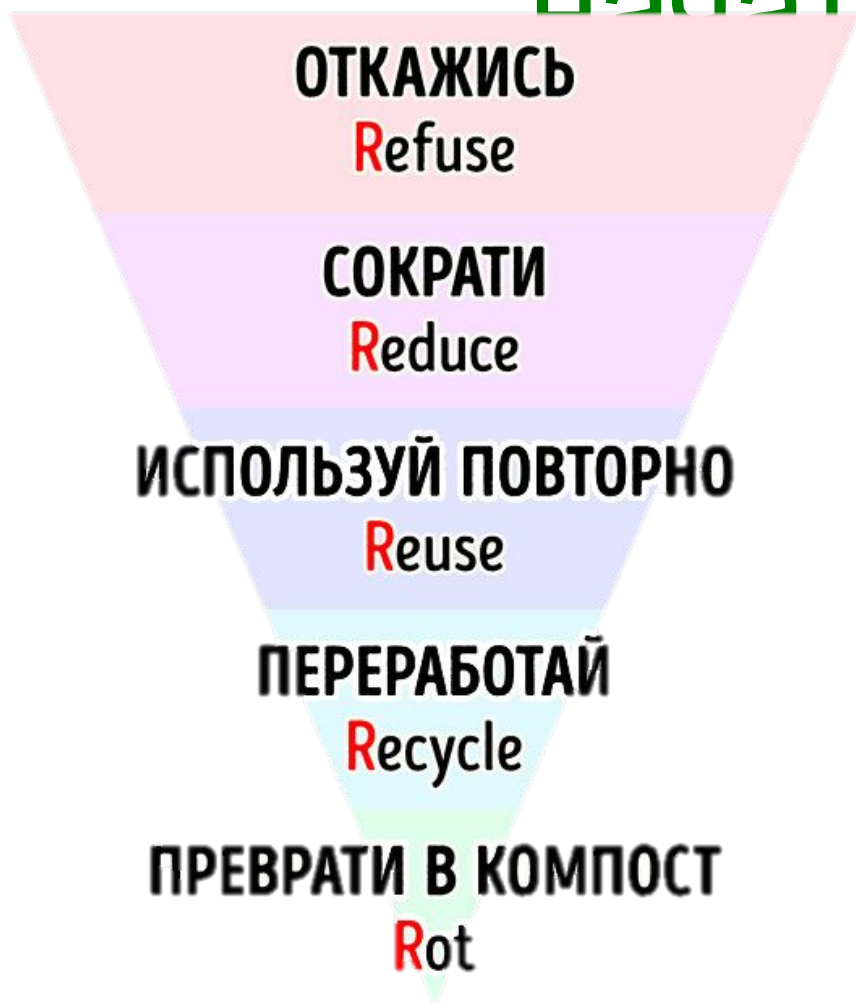 ОТКАЖИСЬ
Refuse
СОКРАТИ
Reduce
ИСПОЛЬЗУЙ ПОВТОРНО
Reuse
ПЕРЕРАБОТАЙ
Recycle
ПРЕВРАТИ В КОМПОСТ
Rot